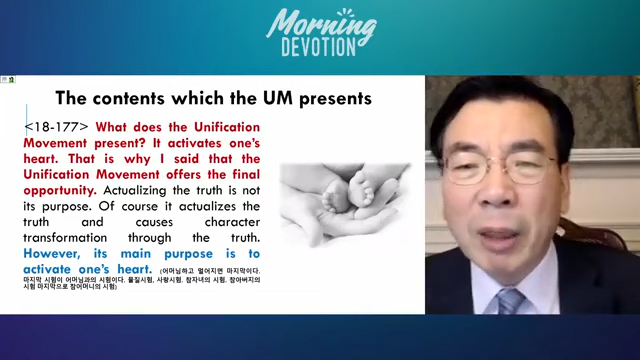 Morning
DEVOTION
The contents which the UM presents
<18-177> What does the Unification
Movement present? It activates one's
heart. That is why I said that the
Unification Movement offers the final
opportunity. Actualizing the truth is not
its purpose. Of course it actualizes the
truth and causes character
transformation through the truth.
However, its main purpose is to
activate one's heart. (어머님하고 멀어지면 마지막이다.
마지막 시험이 어머님과의 시험이다. 물질시험, 사랑시험, 참자녀의 시험, 참아버지의
시험 마지막으로 참어머니의 시험)